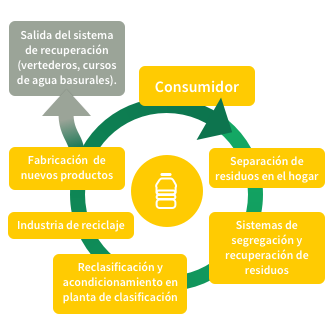 Salida del sistema
de recuperación
(vertederos, cursos
de agua basurales).
Consumidor
Separación de
residuos en el hogar
Sistemas de
segregación y
recuperación de
residuos
Reclasificación y
acondicionamiento en
planta de clasificación
Industria de reciclaje
Fabricación de
nuevos productos